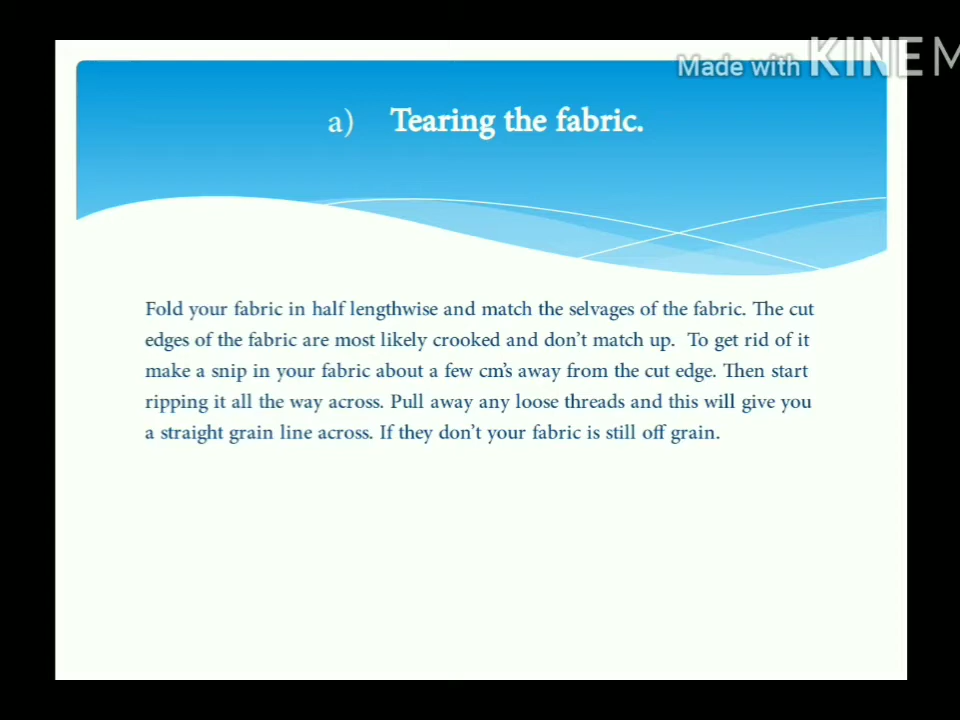 Made with KINEM
a) Tearing the fabric.
Fold your fabric in half lengthwise and match the selvages of the fabric. The cut
edges of the fabric are most likely crooked and don’t match up. To get rid of it
make a snip in your fabric about a few cm’s away from the cut edge. Then start
ripping it all the way across. Pull away any loose threads and this will give you
a straight grain line across. If they don’t your fabric is still off grain.